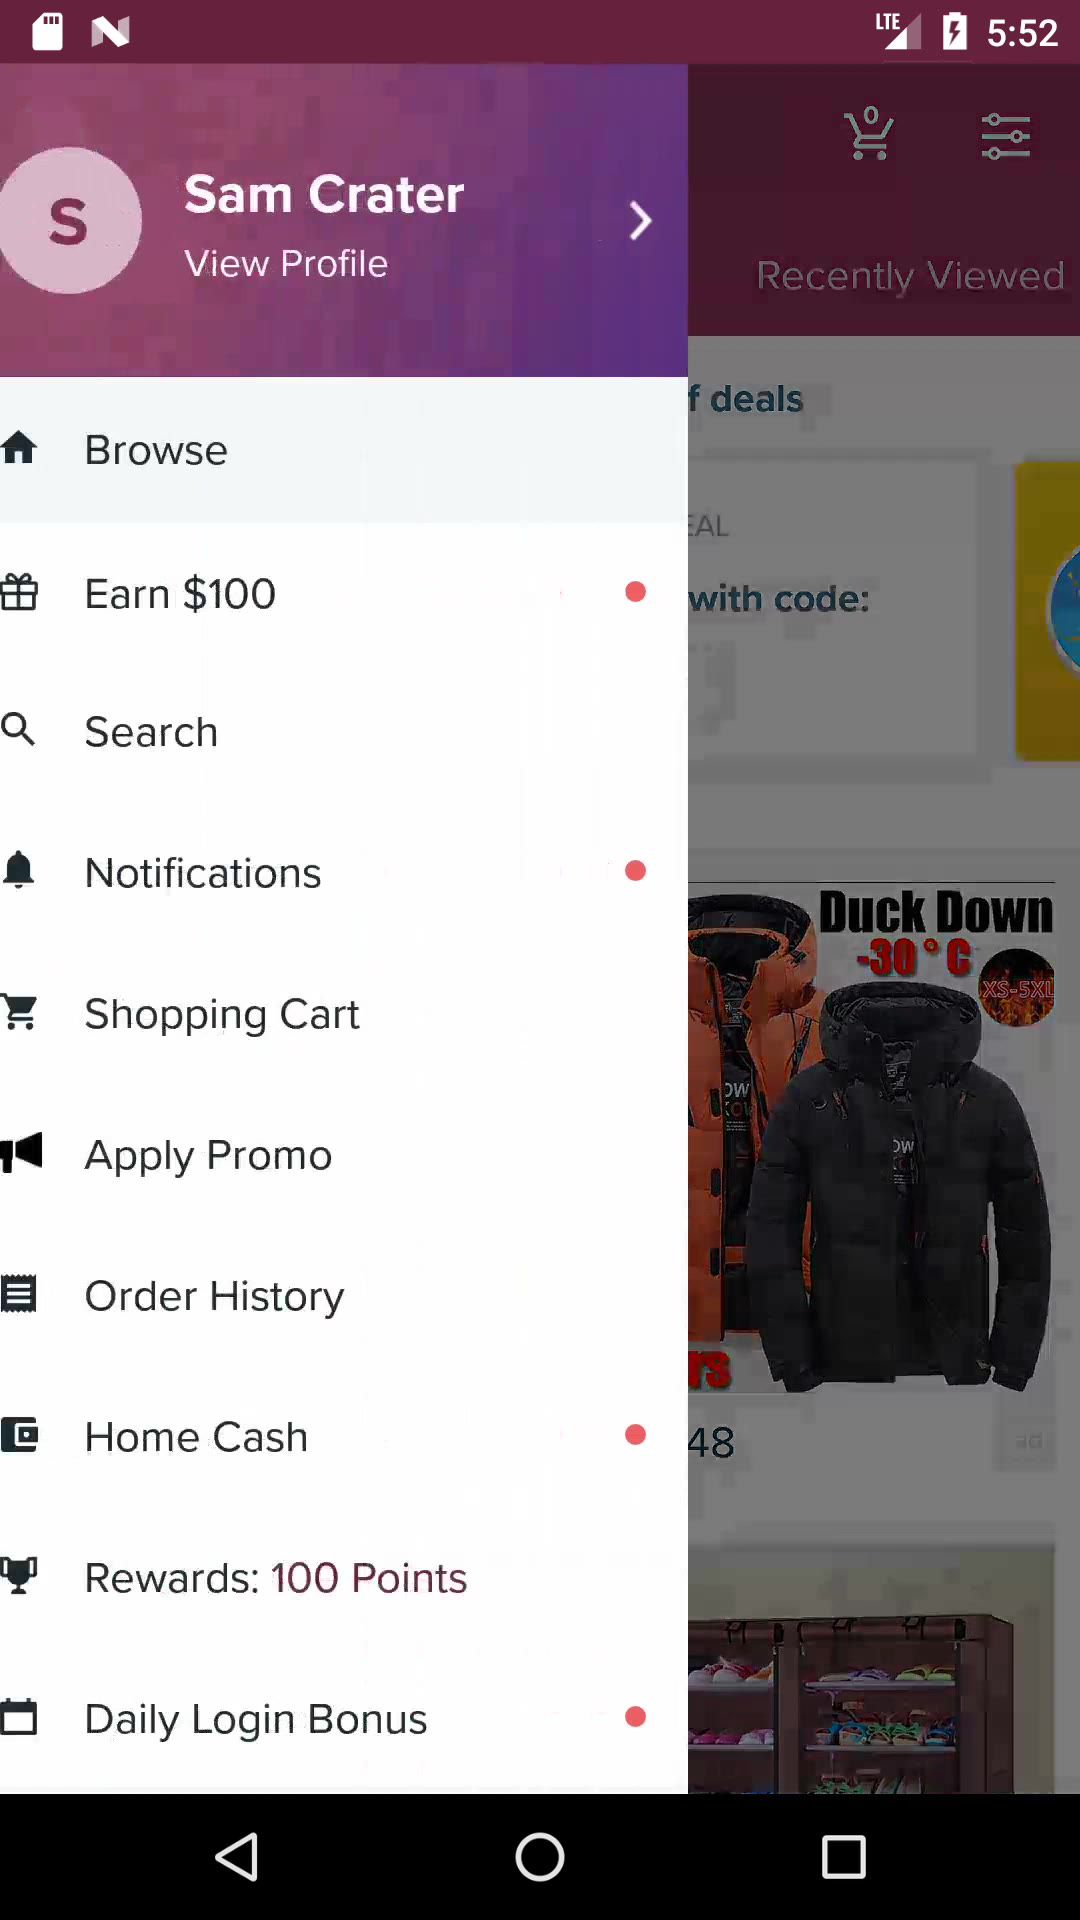 LTE 5:52
0
S
Sam Crater
View Profile
Recently Viewed
f deals
Browse
EAL
Earn $100
with code:
Search
Notifications
Duck Down
-30°C
XS-5XL
Shopping Cart
Apply Promo
Order History
Home Cash
48
ad
Rewards: 100 Points
Daily Login Bonus